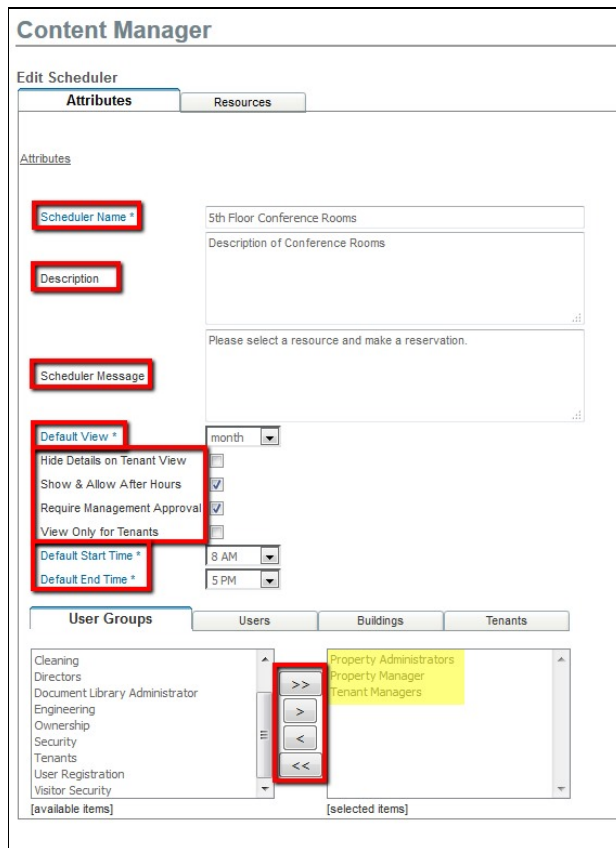 Content Manager
Edit Scheduler
Attributes Resources
Attributes
Scheduler Name * 5th Floor Conference Rooms
Description of Conference Rooms
Description
Please select a resource and make a reservation.
Scheduler Message
Default View * month
Hide Details on Tenant View
Show & Allow After Hours
Require Management Approval
View Only for Tenants
Default Start Time * 8 AM
Default End Time * 5 PM
User Groups Users Buildings Tenants
Cleaning
Directors
Document Library Administrator
Engineering
Ownership
Security
Tenants
User Registration
Visitor Security
>>
>
<
<<
Property Administrators
Property Manager
Tenant Managers
[available items] [selected items]